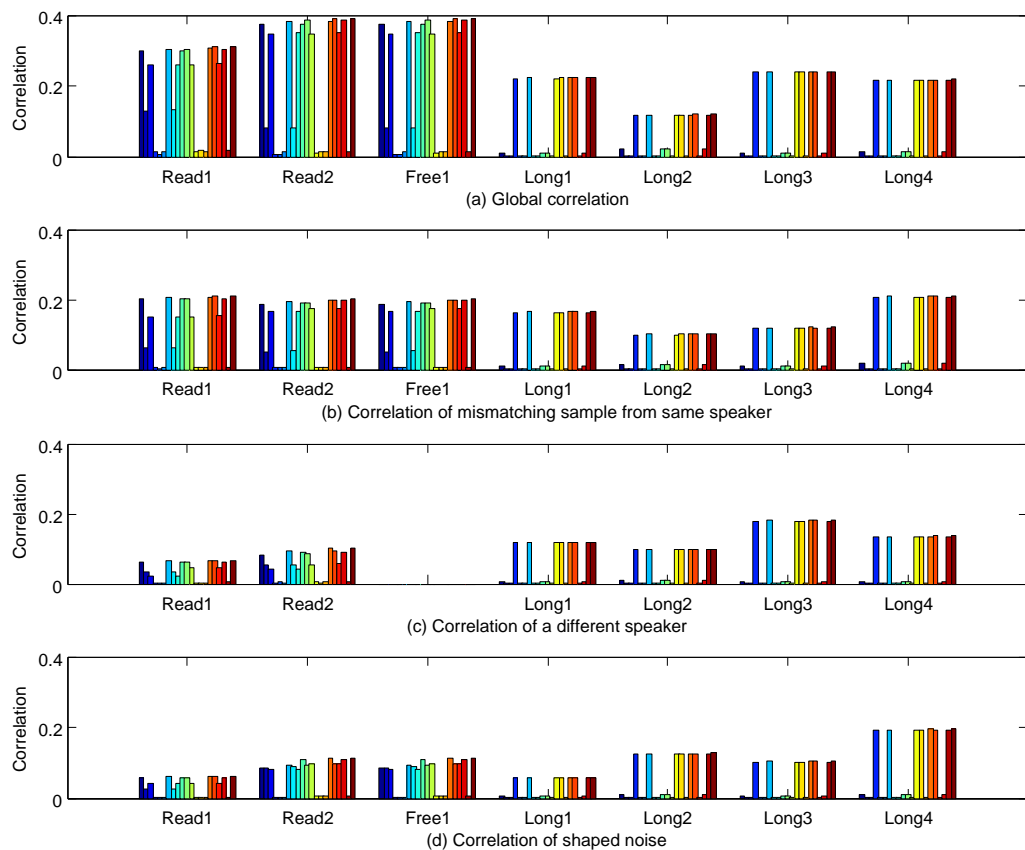 0.4
0.2
0
Correlation
Read1 Read2 Free1 Long1 Long2 Long3 Long4
(a) Global correlation
0.4
0.2
0
Correlation
Read1 Read2 Free1 Long1 Long2 Long3 Long4
(b) Correlation of mismatching sample from same speaker
0.4
0.2
0
Correlation
Read1 Read2 Long1 Long2 Long3 Long4
(c) Correlation of a different speaker
0.4
0.2
0
Correlation
Read1 Read2 Free1 Long1 Long2 Long3 Long4
(d) Correlation of shaped noise